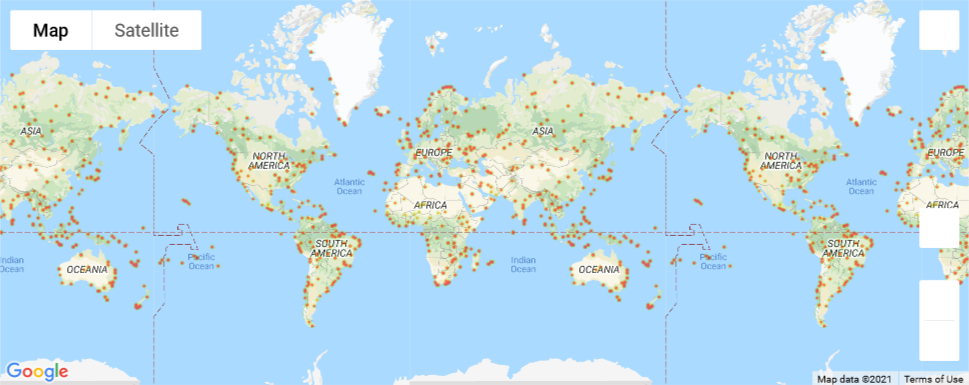 Map Satellite
ASIA
NORTH
AMERICA
Atlantic
Ocean
EUROPE
AFRICA
ASIA
NORTH
AMERICA
Atlantic
Ocean
EUROPE
AFRICA
Indian
Ocean
OCEANIA
Pacific
Ocean
SOUTH
AMERICA
Indian
Ocean
OCEANIA
Pacific
Ocean
SOUTH
AMERICA
Google
Map data ©2021 Terms of Use